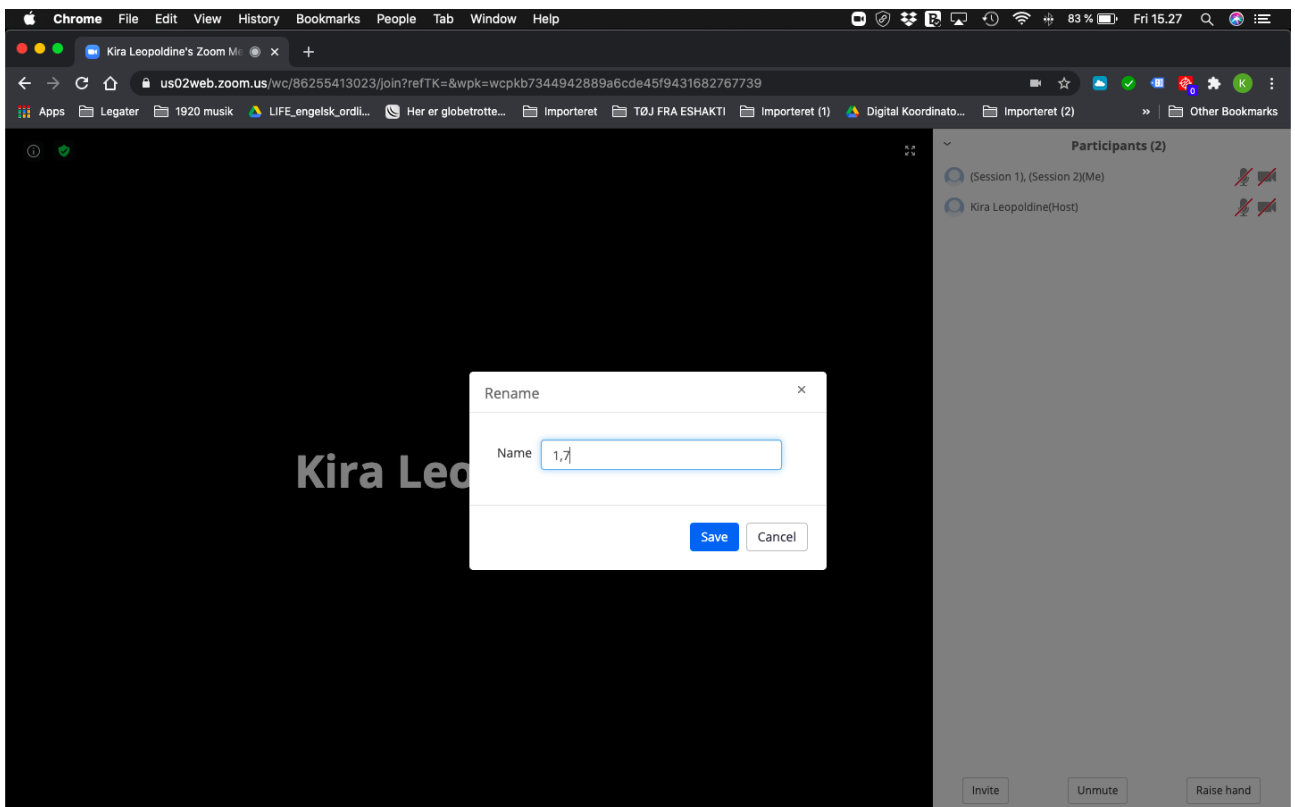 Chrome File Edit View History Bookmarks People Tab Window Help 83 % Fri 15.27
Kira Leopoldine's Zoom Me
us02web.zoom.us/wc/86255413023/join?refTK=&wpk=wcpkb7344942889a6cde45f9431682767739 0 K
Apps Legater 1920 musik LIFE_engelsk_ordli... Her er globetrotte... Importeret TØJ FRA ESHAKTI Importeret (1) Digital Koordinato... Importeret (2) » Other Bookmarks
Participants (2)
(Session 1), (Session 2)(Me)
Kira Leopoldine(Host)
Rename ×
Name 1,7
Kira Leo
Save Cancel
Invite Unmute Raise hand